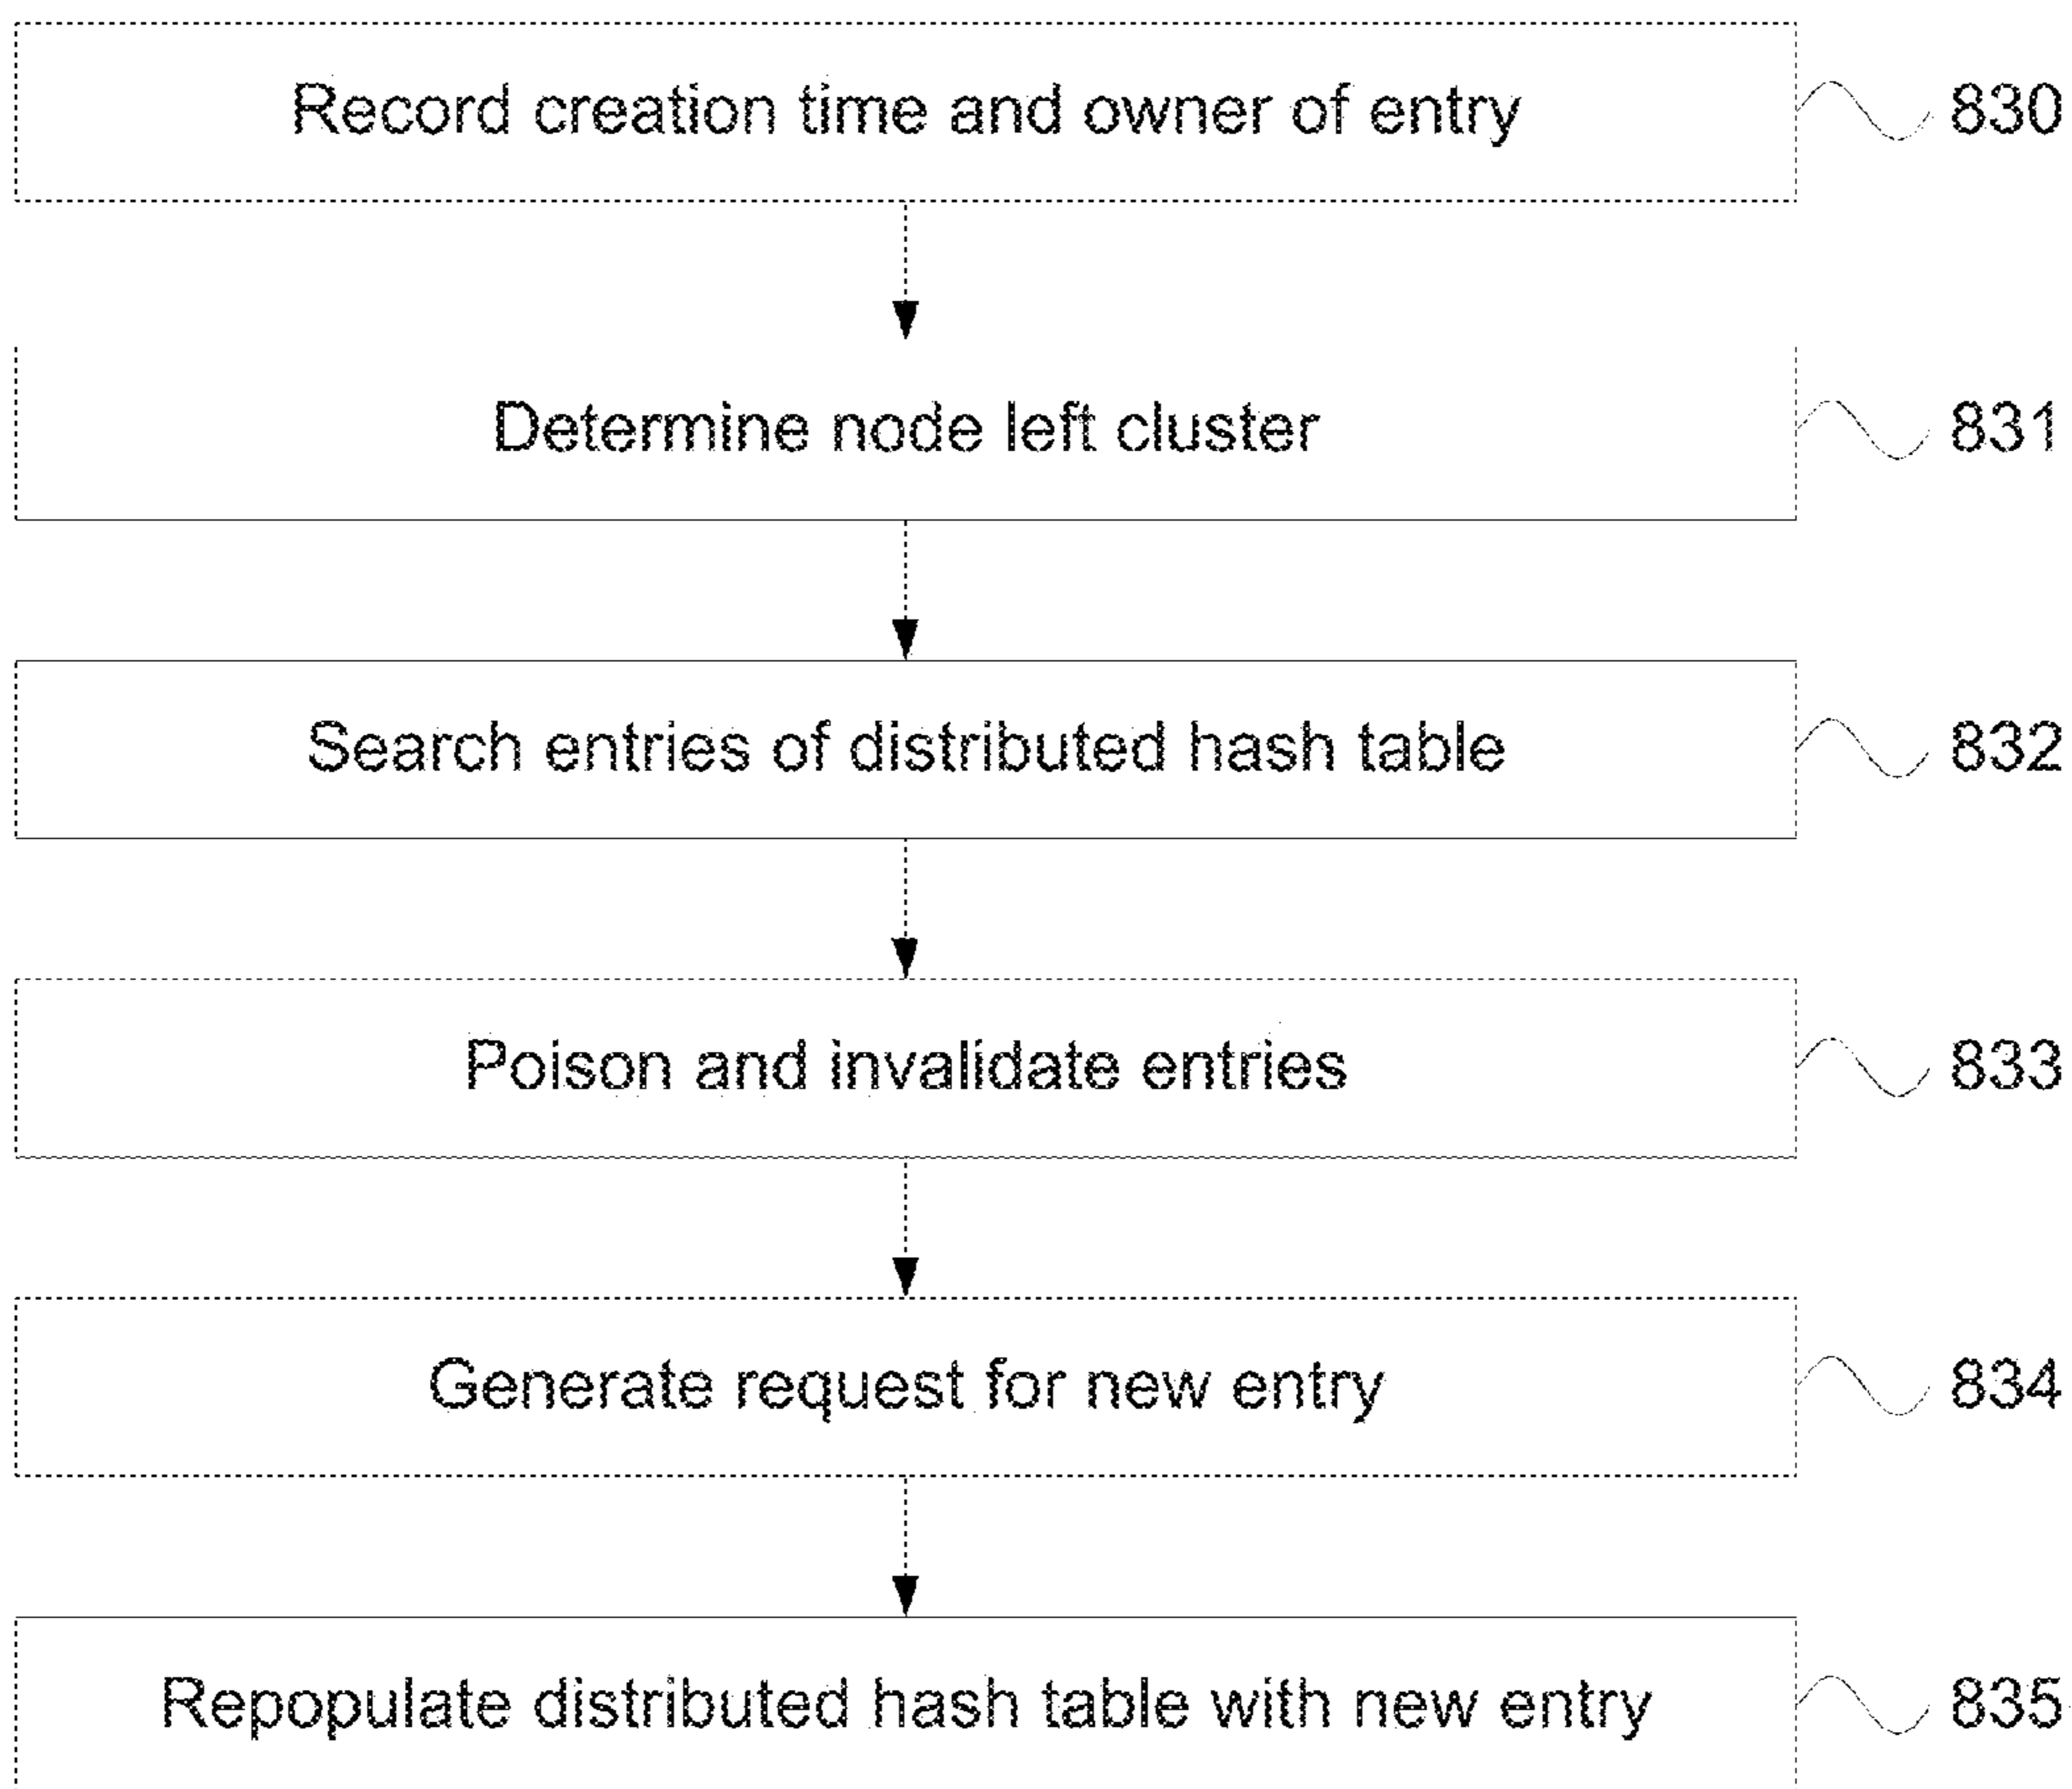 Record creation time and owner of entry 830
Determine node left cluster 831
Search entries of distributed hash table 832
Poison and invalidate entries 833
Generate request for new entry 834
Repopulate distributed hash table with new entry 835